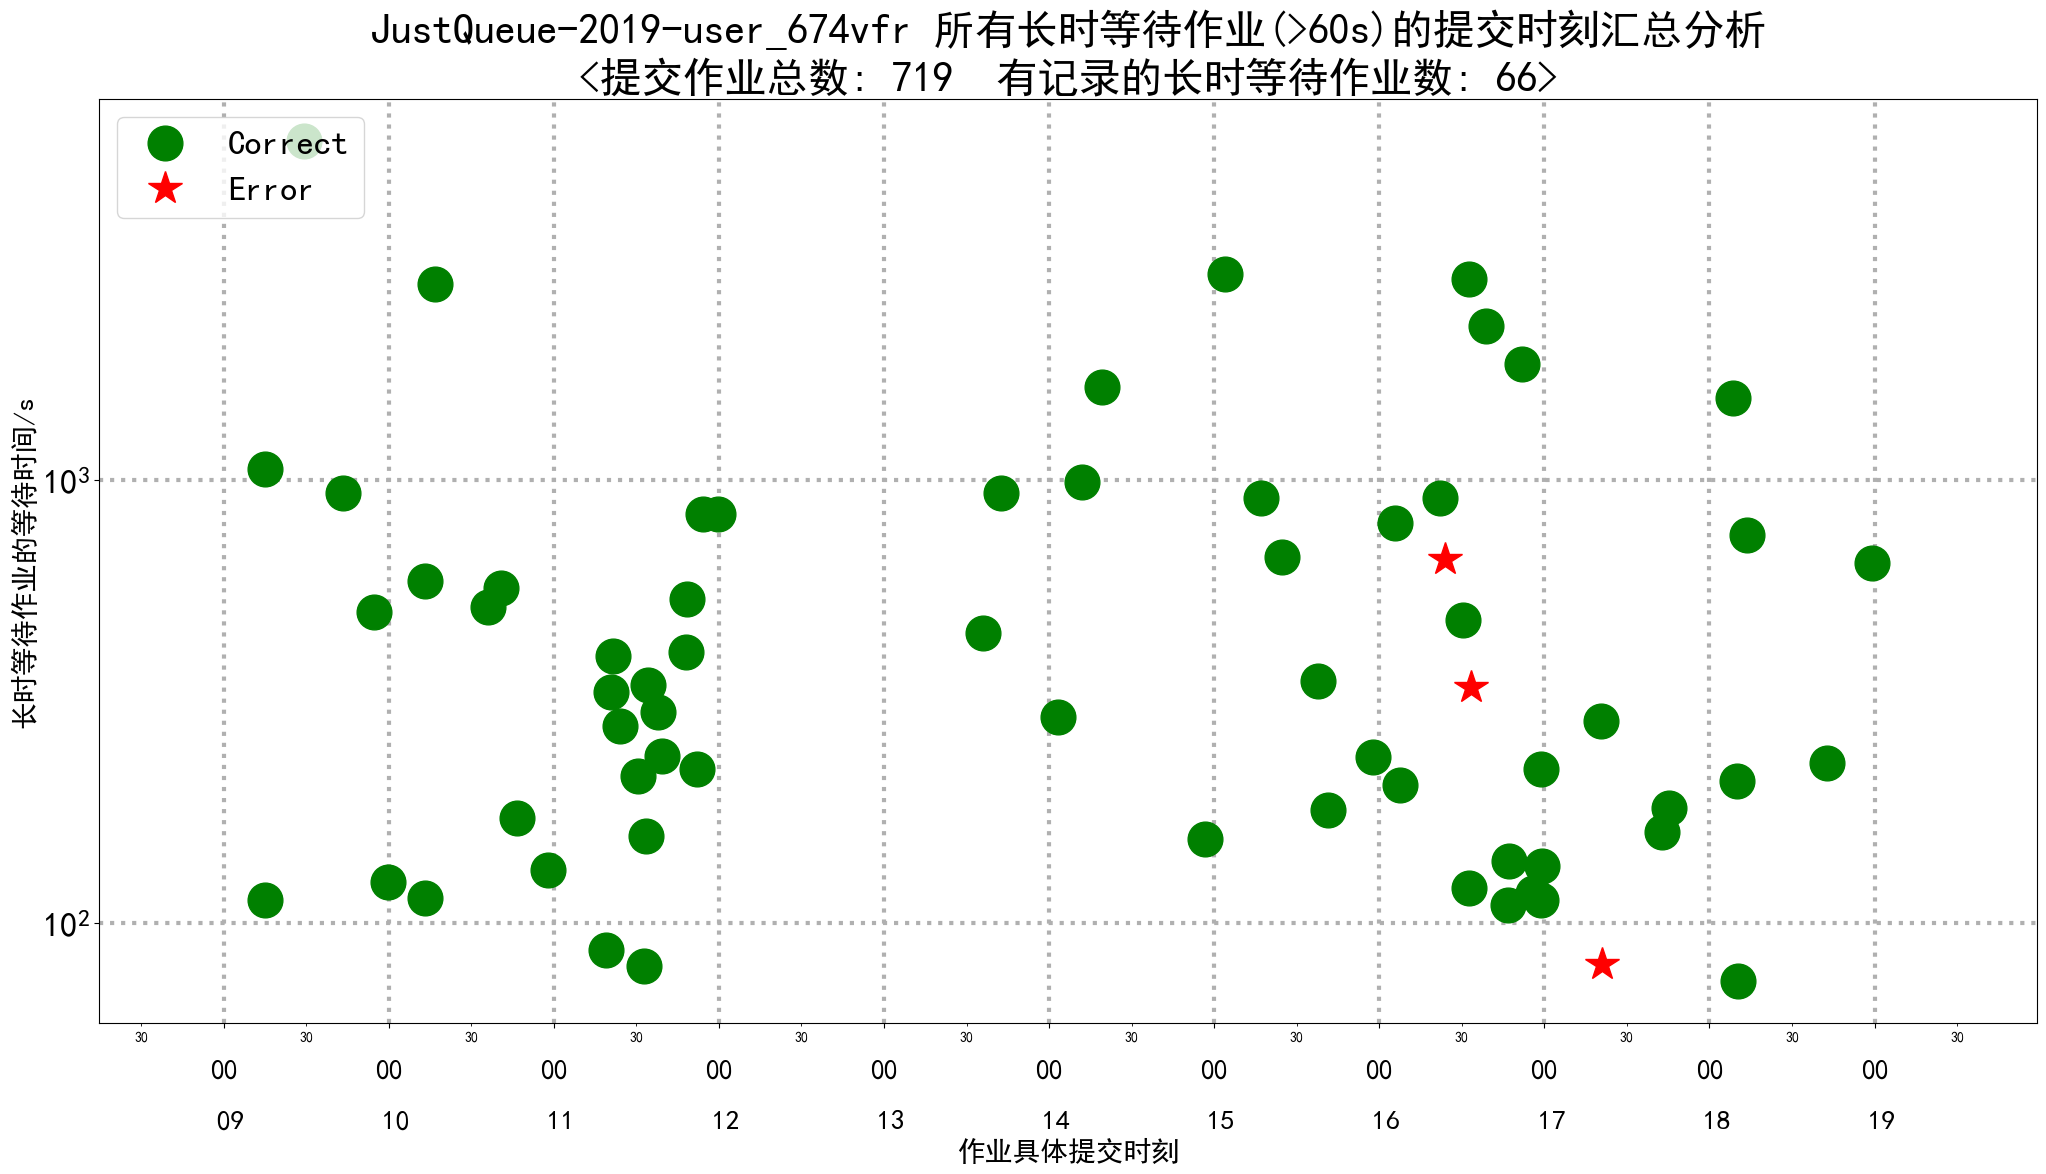 JustQueue-2019-user_674vfr 所有长时等待作业(>60s)的提交时刻汇总分析
<提交作业总数: 719  有记录的长时等待作业数: 66>
Correct
Error
长时等待作业的等待时间/s
10³
10²
30 30 30 30 30 30 30 30 30 30 30 30
00 00 00 00 00 00 00 00 00 00 00
09 10 11 12 13 14 15 16 17 18 19
作业具体提交时刻